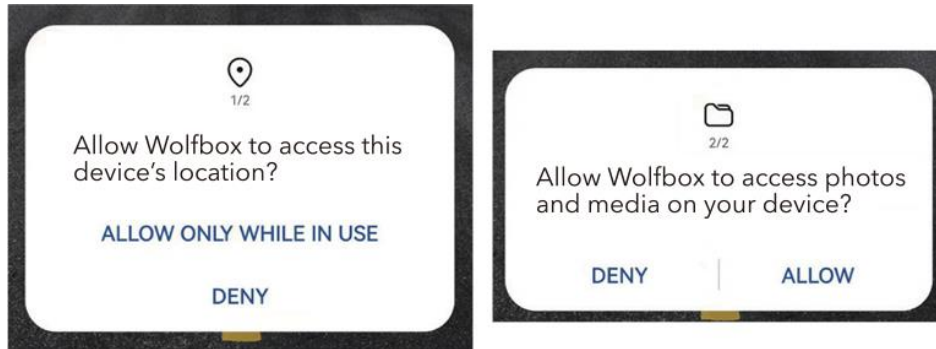 1/2
Allow Wolfbox to access this
device's location?
ALLOW ONLY WHILE IN USE
DENY
2/2
Allow Wolfbox to access photos
and media on your device?
DENY
ALLOW